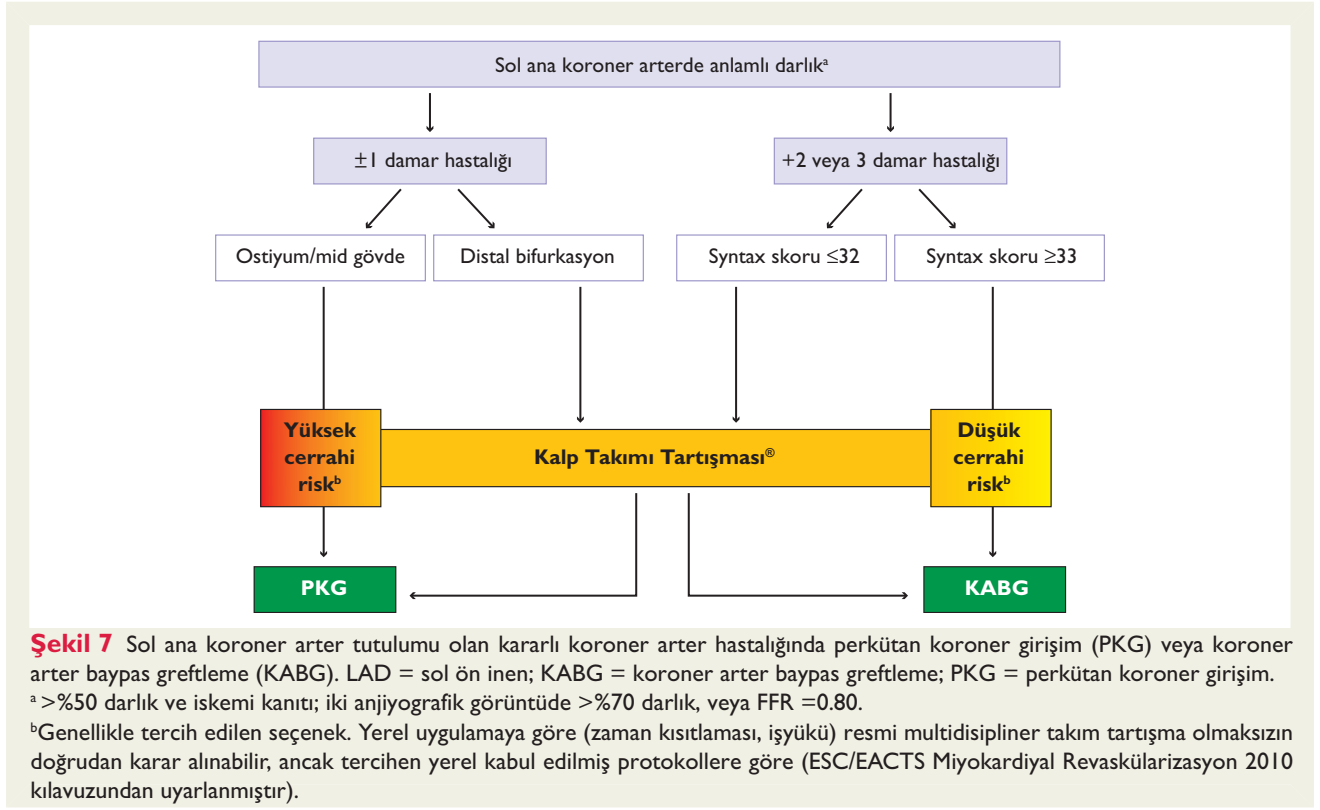 Sol ana koroner arterde anlamlı darlıkᵃ
±1 damar hastalığı
+2 veya 3 damar hastalığı
Ostiyum/mid gövde
Distal bifurkasyon
Syntax skoru ≤32
Syntax skoru ≥33
Yüksek
cerrahi
riskᵇ
Kalp Takımı Tartışması®
Düşük
cerrahi
riskᵇ
PKG
KABG
Şekil 7 Sol ana koroner arter tutulumu olan kararlı koroner arter hastalığında perkütan koroner girişim (PKG) veya koroner
arter baypas greftleme (KABG). LAD = sol ön inen; KABG = koroner arter baypas greftleme; PKG = perkütan koroner girişim.
ᵃ >%50 darlık ve iskemi kanıtı; iki anjiyografik görüntüde >%70 darlık, veya FFR =0.80.
ᵇGenellikle tercih edilen seçenek. Yerel uygulamaya göre (zaman kısıtlaması, işyükü) resmi multidisipliner takım tartışma olmaksızın
doğrudan karar alınabilir, ancak tercihen yerel kabul edilmiş protokollere göre (ESC/EACTS Miyokardiyal Revaskülarizasyon 2010
kılavuzundan uyarlanmıştır).